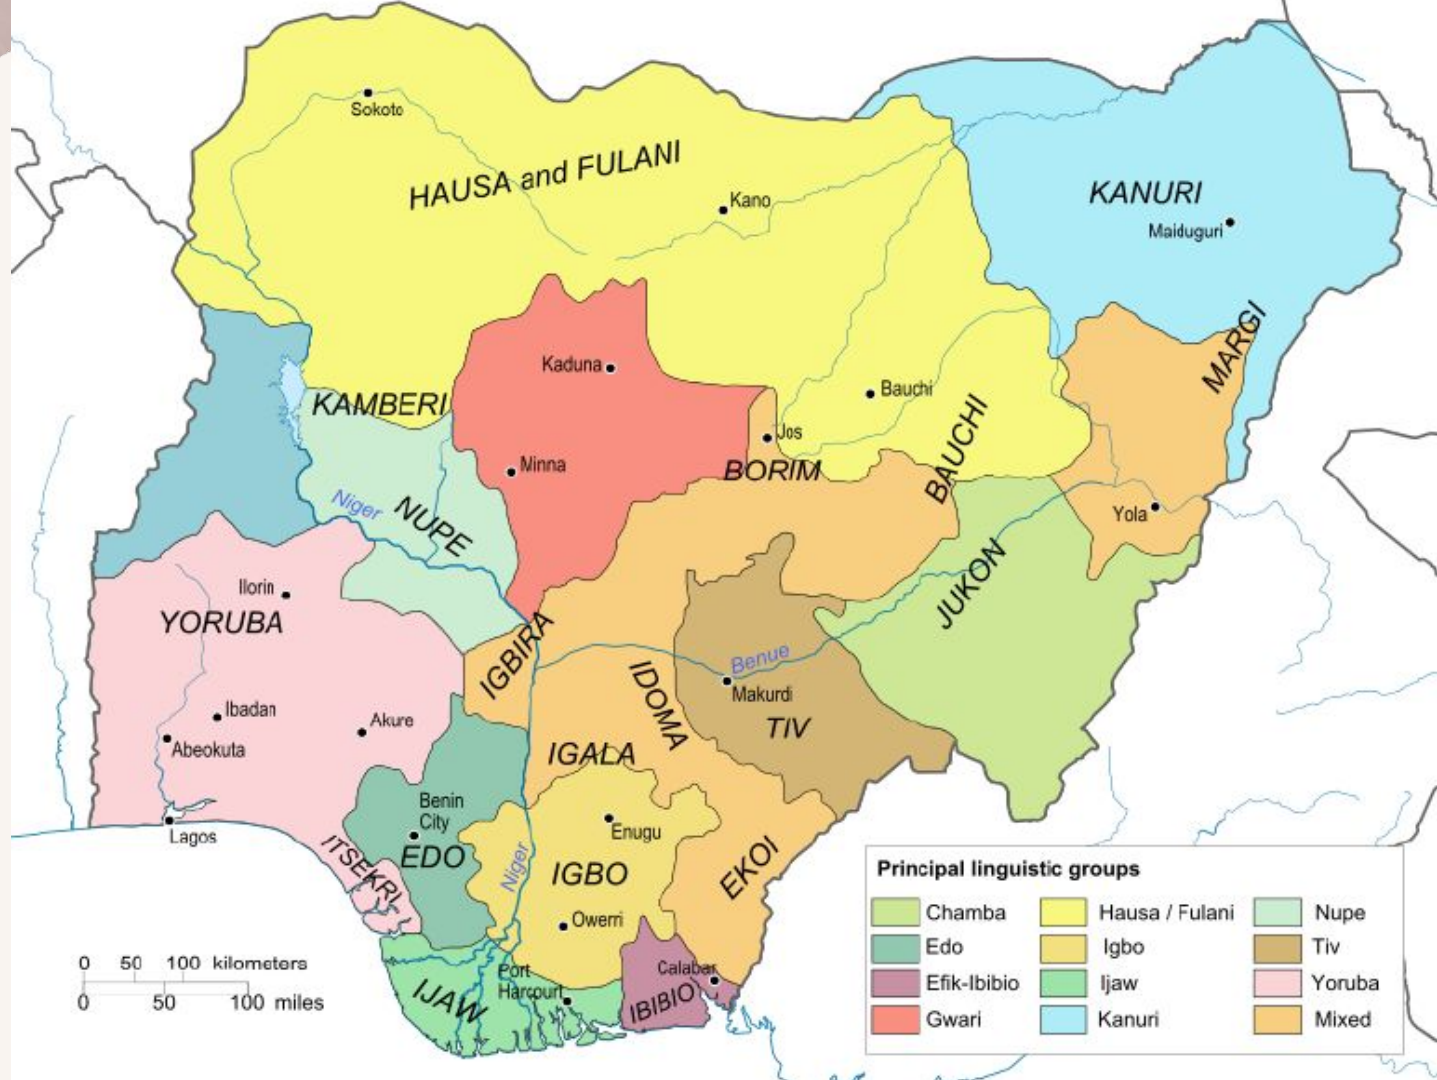 Sokoto
HAUSA and FULANI
Kano
KANURI
Maiduguri
MARGI
Kaduna
Bauchi
KAMBERI
Jos
BAUCHI
BORIM
Minna
Niger
NUPE
Yola
JUKON
Ilorin
YORUBA
IGBIRA
IDOMA
Benue
Makurdi
TIV
Ibadan
Akure
Abeokuta
IGALA
Benin
City
Enugu
Lagos
ITSEKRI
EDO
IGBO
Niger
EKOI
Owerri
Port
Harcourt
Calabar
IJAW
IBIBIO
0 50 100 kilometers
0 50 100 miles
Principal linguistic groups
Chamba
Hausa / Fulani
Nupe
Edo
Igbo
Tiv
Efik-Ibibio
Ijaw
Yoruba
Gwari
Kanuri
Mixed